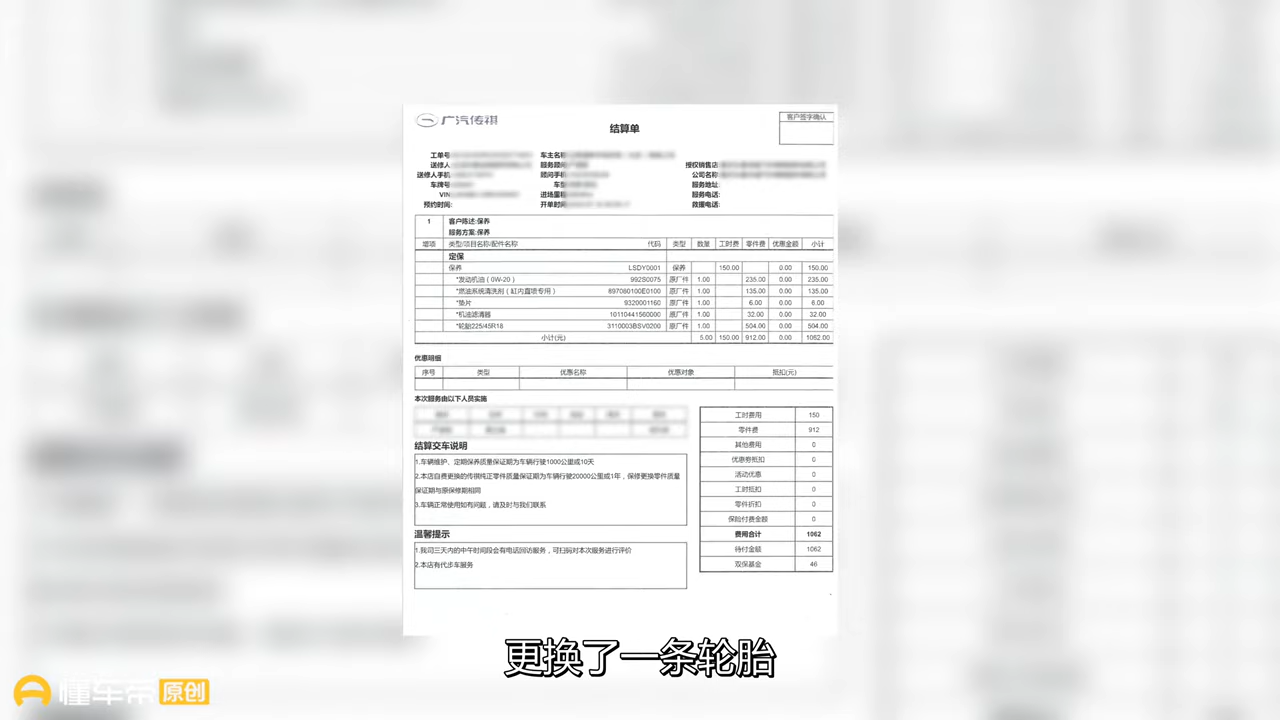 广汽传祺
结算单
客户签字确认
工单号
车主名称
送修人
服务顾问
授权销售店
送修人手机
顾问手机
公司名称
车牌号
车型
服务地址:
VIN
进场里程
服务电话:
预约时间:
开单时间
救援电话:
1 客户陈述:保养
服务方案:保养
增项 类型/项目名称/配件名称 代码 类型 数量 工时费 零件费 优惠金额 小计
定保
保养 LSDY0001 保养 150.00 0.00 150.00
*发动机油(0W-20) 992S0075 原厂件 1.00 235.00 0.00 235.00
*燃油系统清洗剂(缸内直喷专用) 897080100E0100 原厂件 1.00 135.00 0.00 135.00
*垫片 9320001160 原厂件 1.00 6.00 0.00 6.00
*机油滤清器 10110441560000 原厂件 1.00 32.00 0.00 32.00
*轮胎225/45R18 3110003BSV0200 原厂件 1.00 504.00 0.00 504.00
小计(元) 5.00 150.00 912.00 0.00 1062.00
优惠明细
序号 类型 优惠名称 优惠对象 抵扣(元)
本次服务由以下人员实施
结算交车说明
1.车辆维护、定期保养质量保证期为车辆行驶1000公里或10天
2.本店自费更换的传祺纯正零件质量保证期为车辆行驶20000公里或1年，保修更换零件质量
保证期与原保修期相同
3.车辆正常使用如有问题，请及时与我们联系
温馨提示
1.我司三天内的中午时间段会有电话回访服务，可扫码对本次服务进行评价
2.本店有代步车服务
工时费用 150
零件费 912
其他费用 0
优惠券抵扣 0
活动优惠 0
工时抵扣 0
零件折扣 0
保险付费金额 0
费用合计 1062
待付金额 1062
双保基金 46
更换了一条轮胎
懂车帝原创